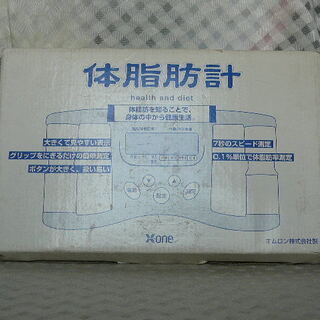 体脂肪計
health and diet
体脂肪を知ることで、
身体の中から健康生活。
大きくて見やすい表示
グリップをにぎるだけの簡単測定
ボタンが大きく、扱い易い
7秒のスピード測定
0.1%単位で体脂肪率測定
Xone
オムロン株式会社製